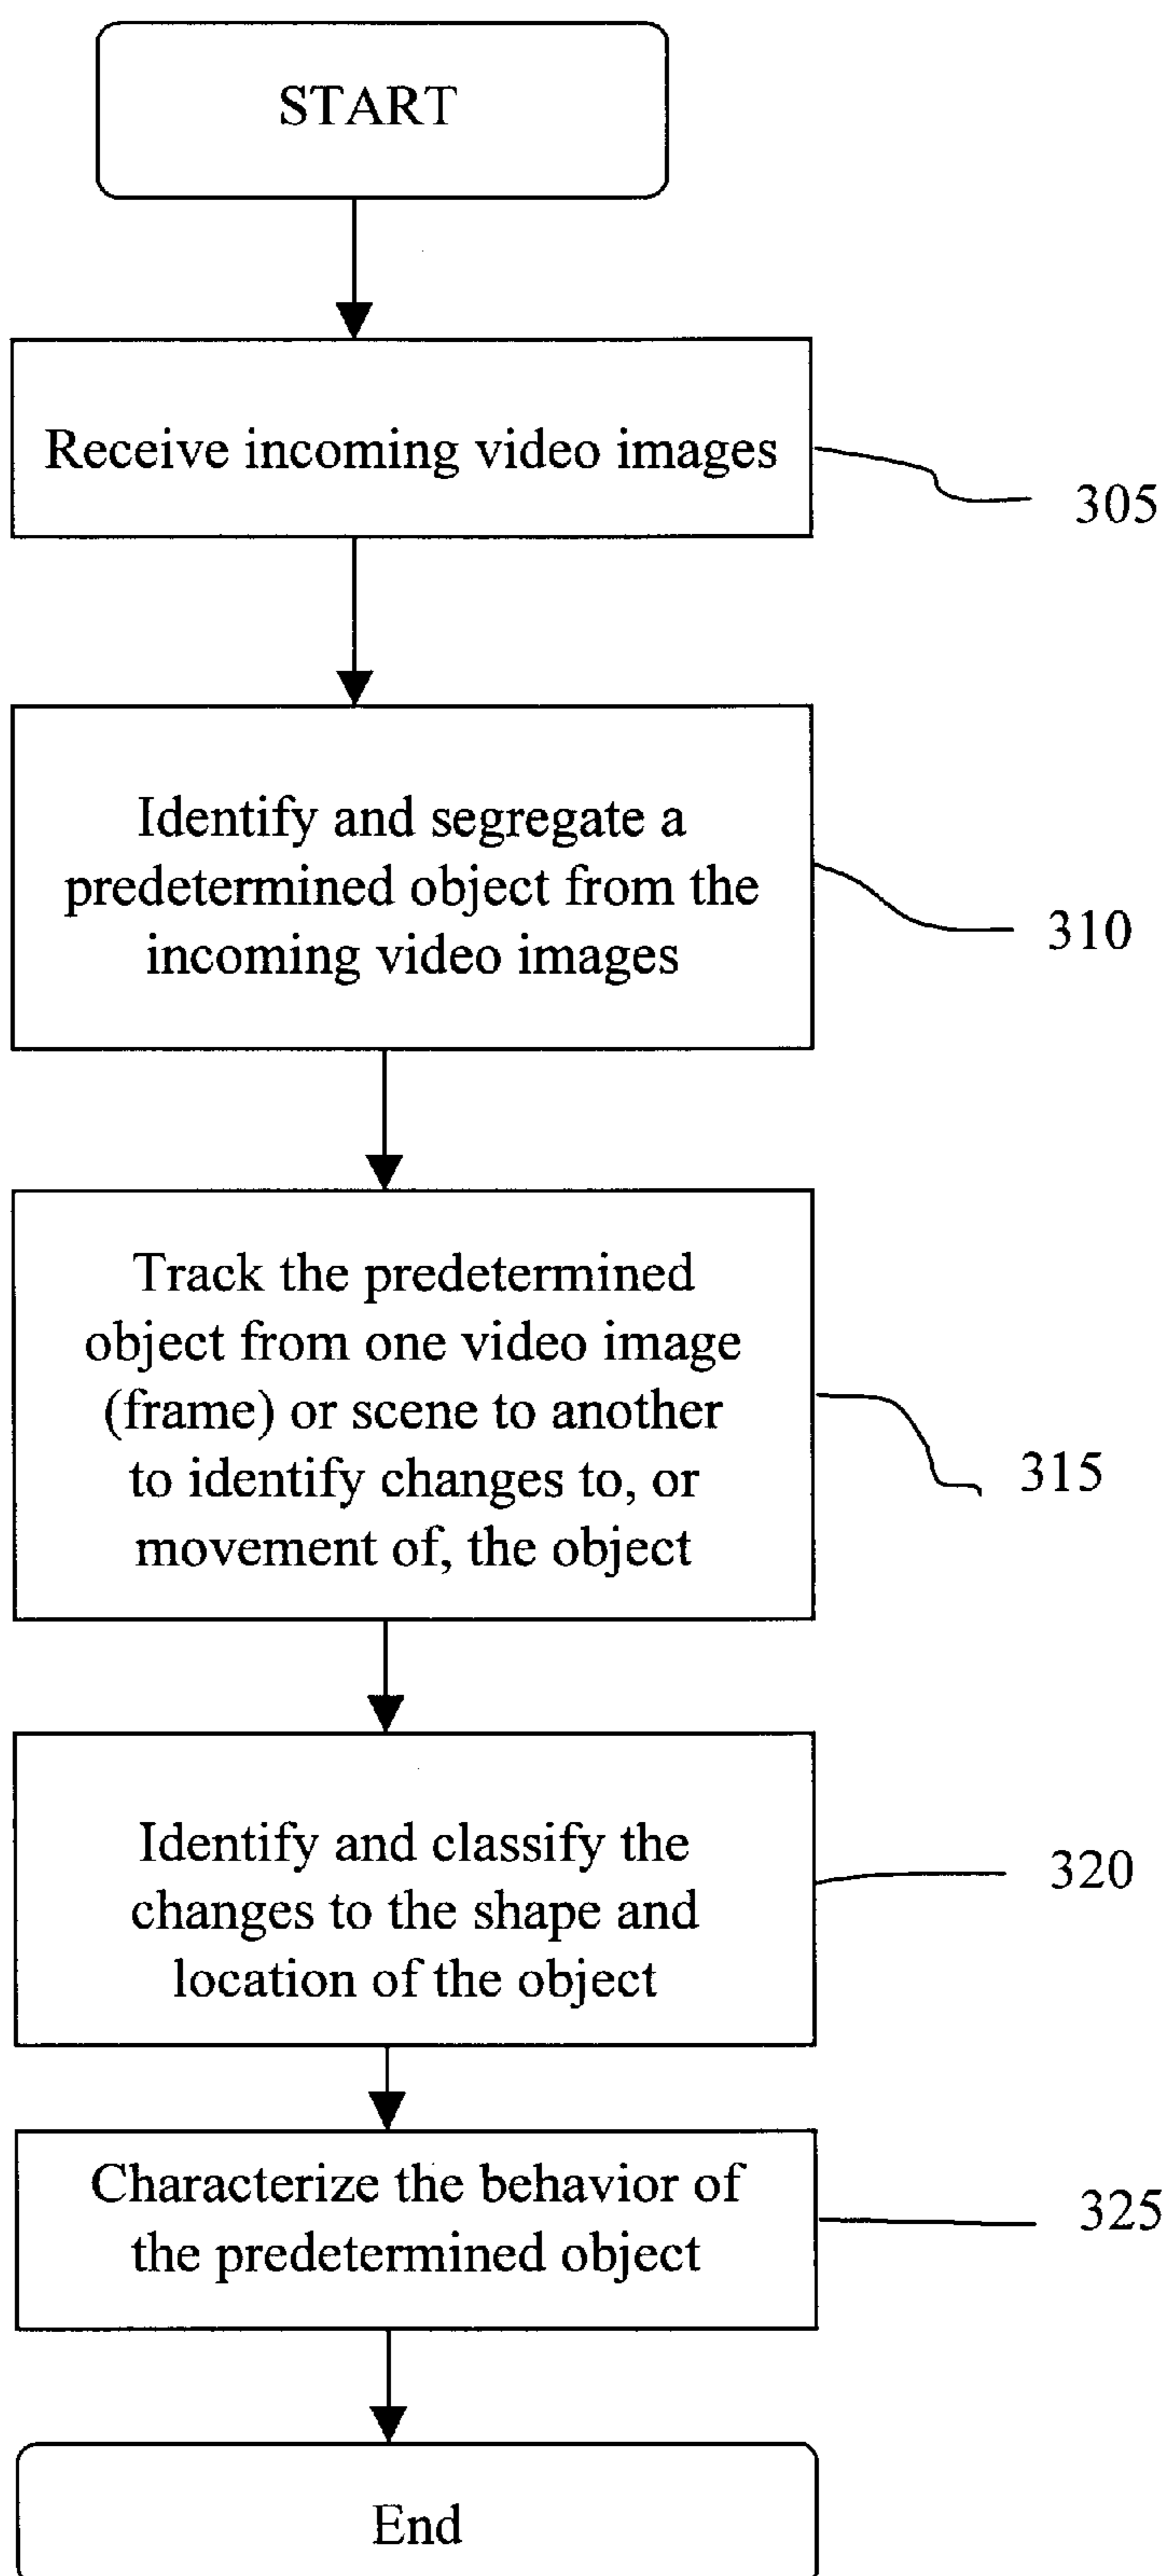 START
Receive incoming video images
305
Identify and segregate a
predetermined object from the
incoming video images
310
Track the predetermined
object from one video image
(frame) or scene to another
to identify changes to, or
movement of, the object
315
Identify and classify the
changes to the shape and
location of the object
320
Characterize the behavior of
the predetermined object
325
End